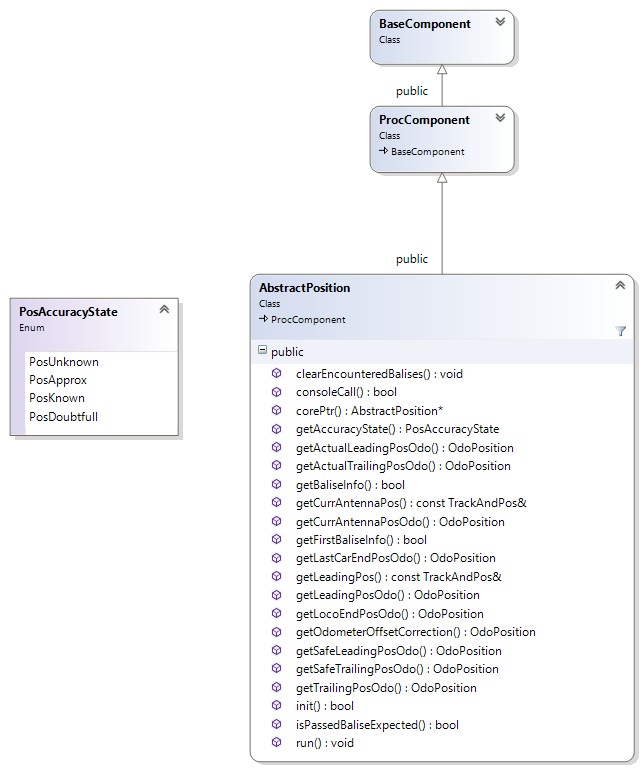 BaseComponent
Class
public
ProcComponent
Class
BaseComponent
public
AbstractPosition
Class
ProcComponent
public
clearEncounteredBalises() : void
consoleCall() : bool
corePtr() : AbstractPosition*
getAccuracyState() : PosAccuracyState
getActualLeadingPosOdo() : OdoPosition
getActualTrailingPosOdo() : OdoPosition
getBaliseInfo() : bool
getCurrAntennaPos() : const TrackAndPos&
getCurrAntennaPosOdo() : OdoPosition
getFirstBaliseInfo() : bool
getLastCarEndPosOdo() : OdoPosition
getLeadingPos() : const TrackAndPos&
getLeadingPosOdo() : OdoPosition
getLocoEndPosOdo() : OdoPosition
getOdometerOffsetCorrection() : OdoPosition
getSafeLeadingPosOdo() : OdoPosition
getSafeTrailingPosOdo() : OdoPosition
getTrailingPosOdo() : OdoPosition
init() : bool
isPassedBaliseExpected() : bool
run() : void
PosAccuracyState
Enum
PosUnknown
PosApprox
PosKnown
PosDoubtfull